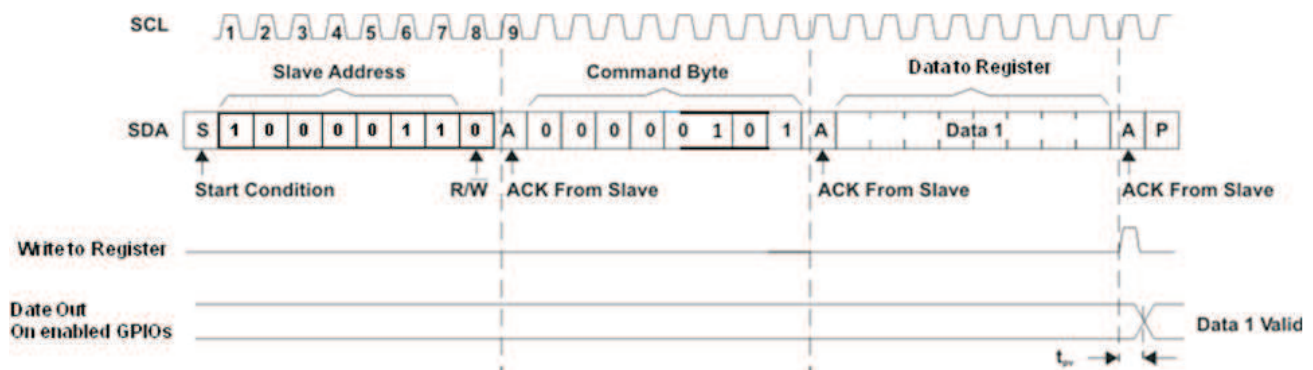 SCL 1 2 3 4 5 6 7 8 9
Slave Address Command Byte Data to Register
SDA S 1 0 0 0 0 1 1 0 A 0 0 0 0 0 1 0 1 A Data 1 A P
Start Condition R/W ACK From Slave ACK From Slave ACK From Slave
Write to Register
Date Out
On enabled GPIOs Data 1 Valid
tpv